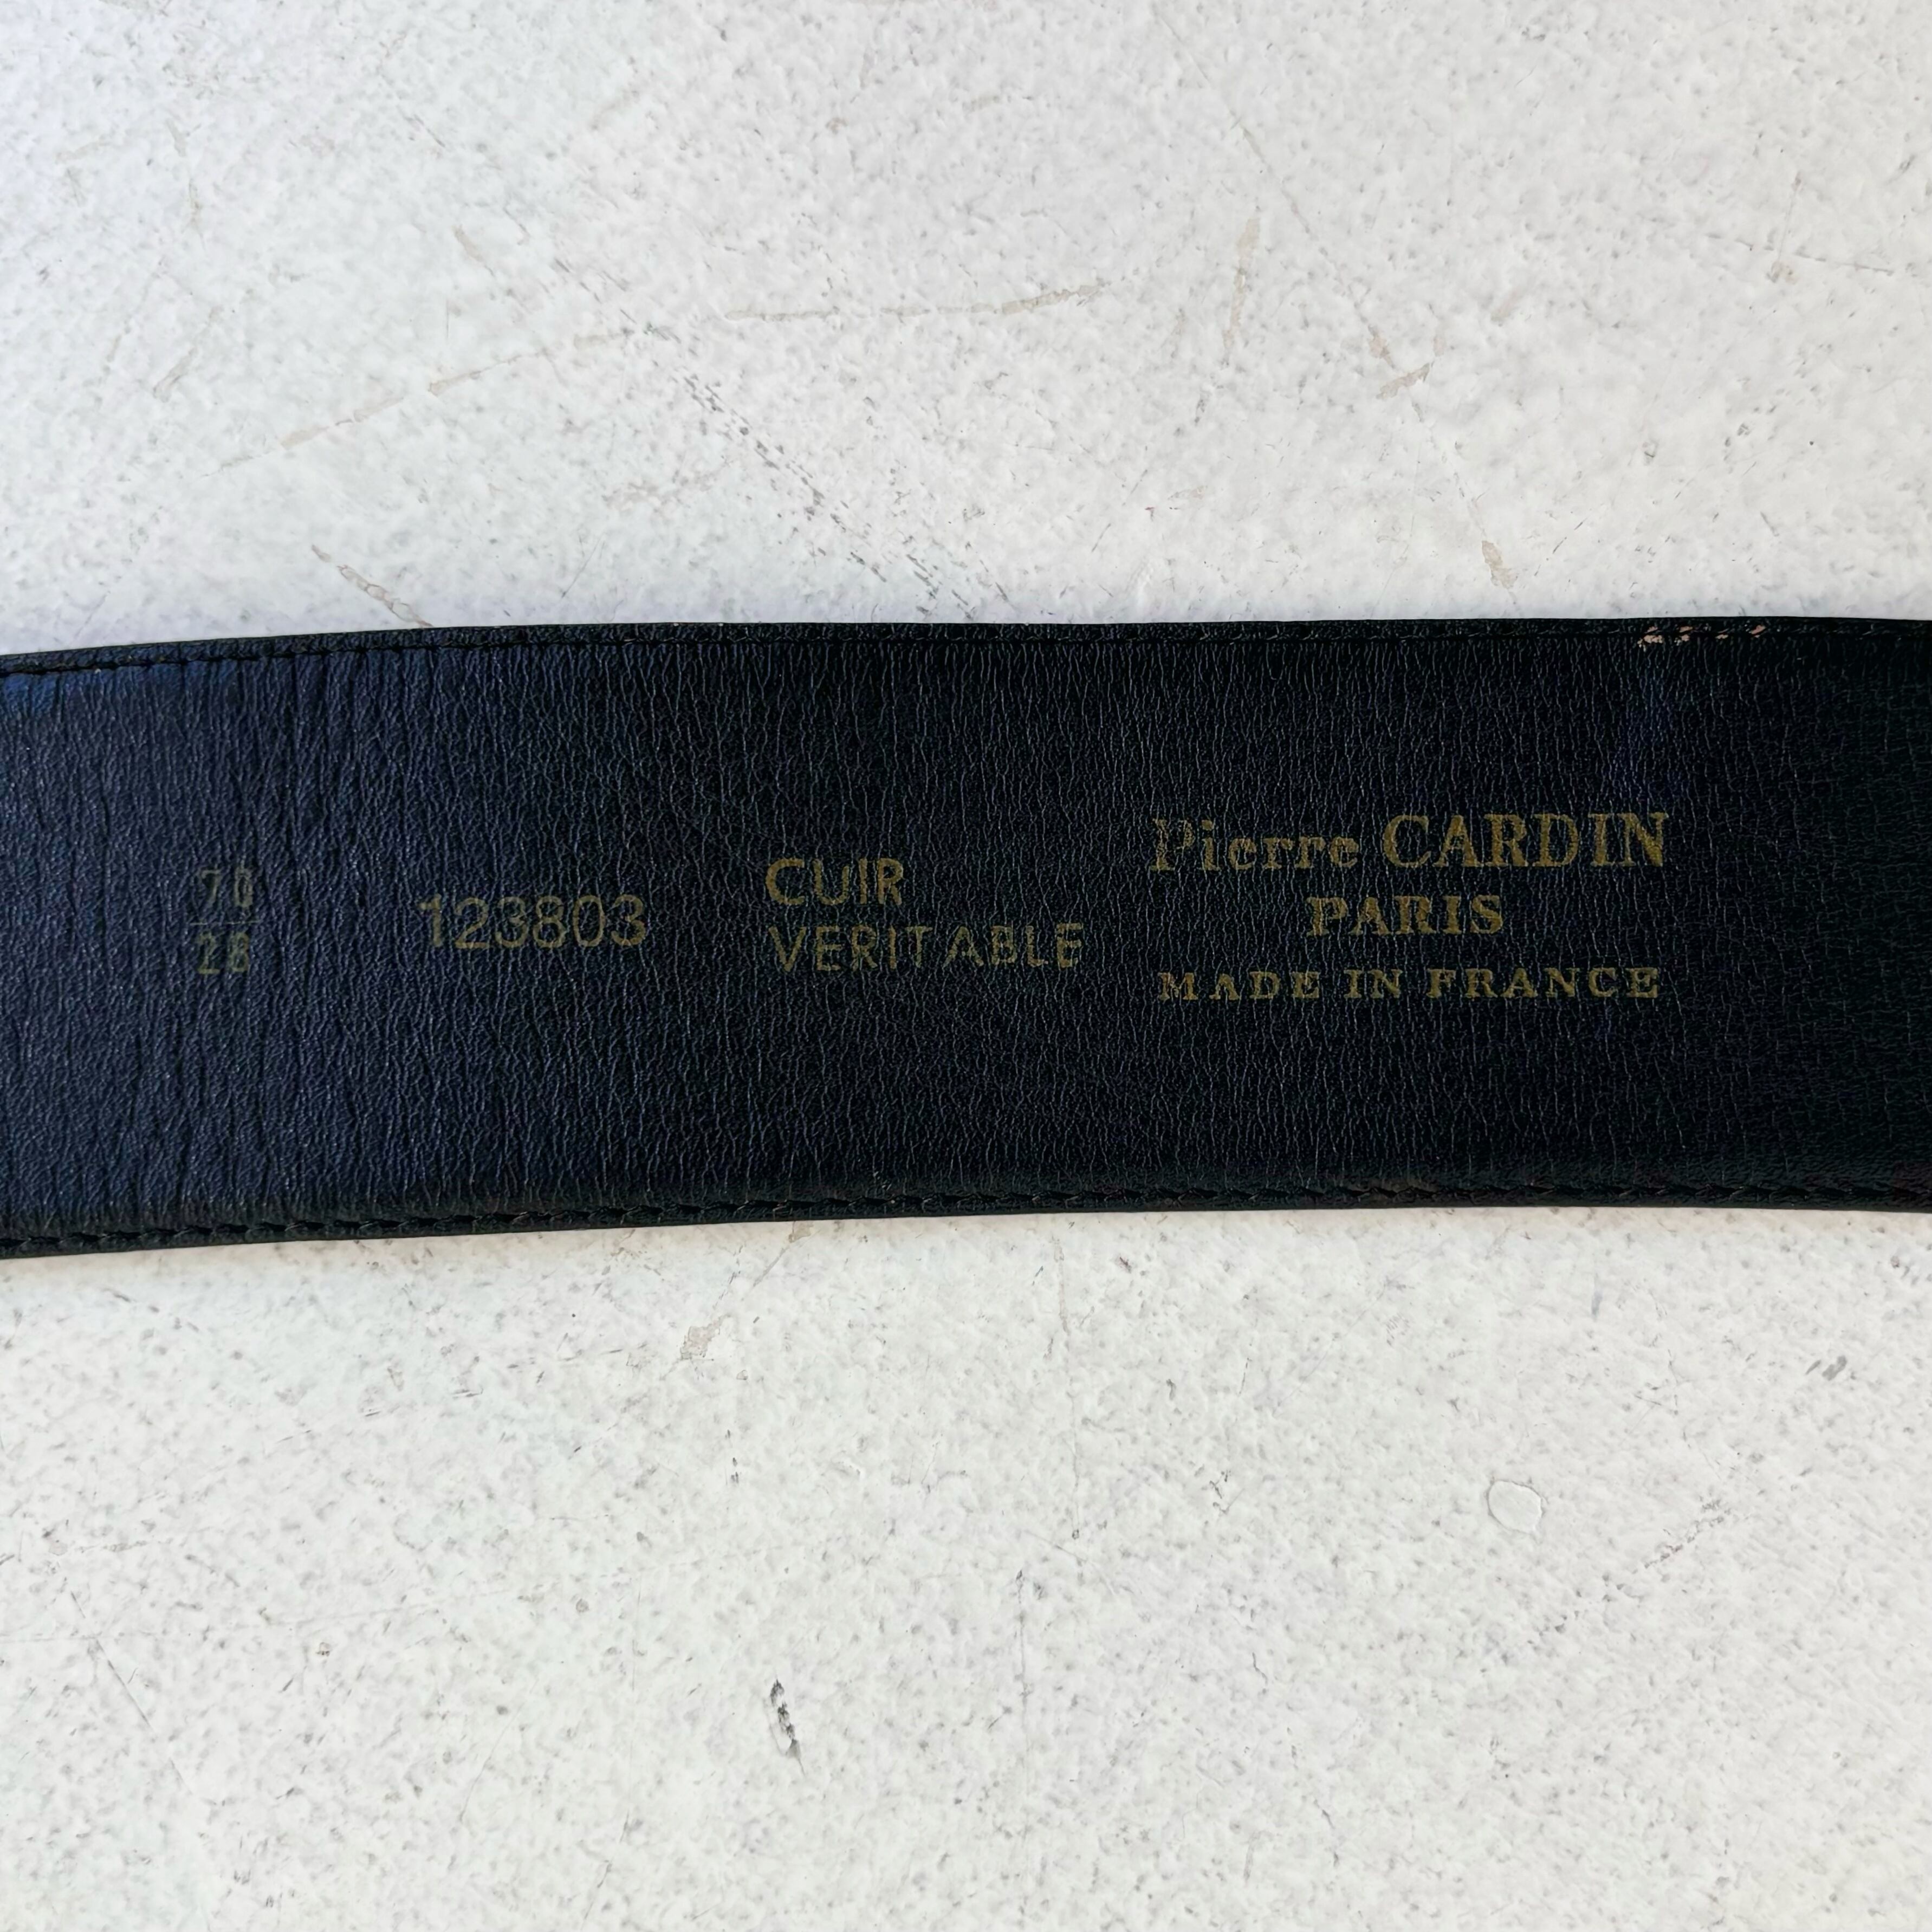 70
28
123803
CUIR
VERITABLE
Pierre CARDIN
PARIS
MADE IN FRANCE